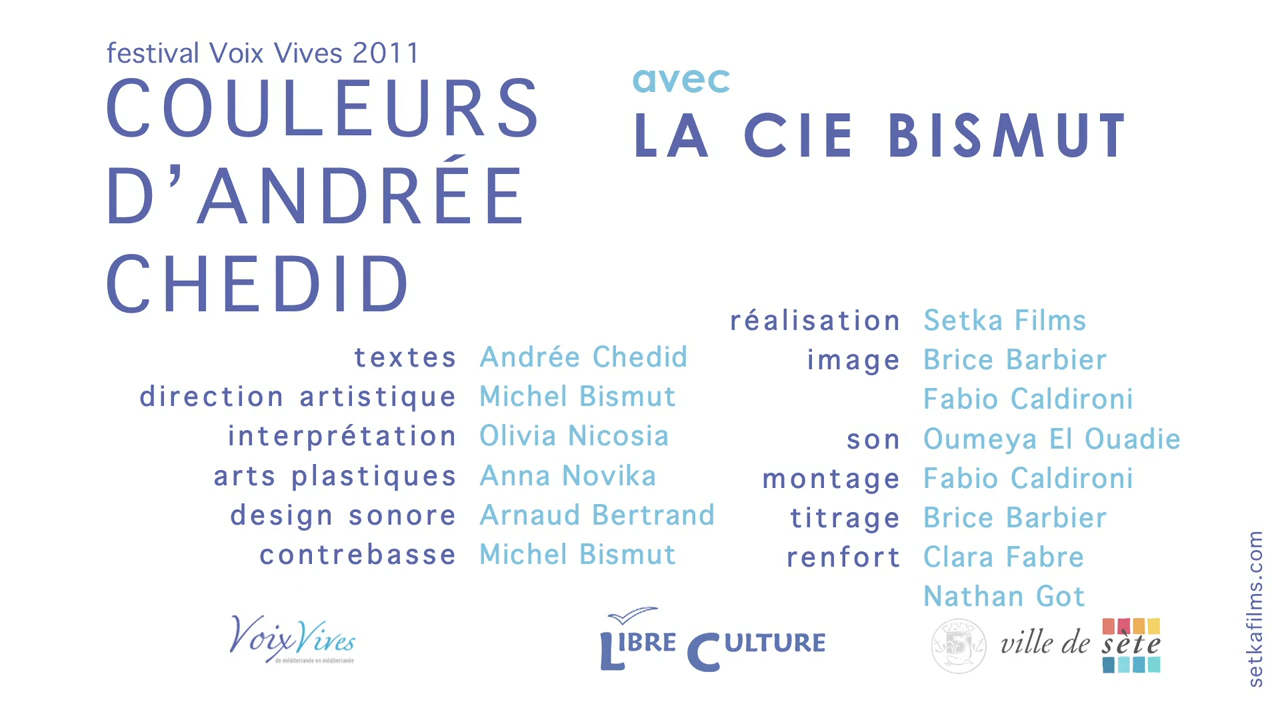 festival Voix Vives 2011
COULEURS
D’ANDRÉE
CHEDID
avec
LA CIE BISMUT
textes Andrée Chedid
direction artistique Michel Bismut
interprétation Olivia Nicosia
arts plastiques Anna Novika
design sonore Arnaud Bertrand
contrebasse Michel Bismut
réalisation Setka Films
image Brice Barbier
Fabio Caldironi
son Oumeya El Ouadie
montage Fabio Caldironi
titrage Brice Barbier
renfort Clara Fabre
Nathan Got
VoixVives
de méditerranée en méditerranée
LIBRE CULTURE
ville de sète
setkafilms.com